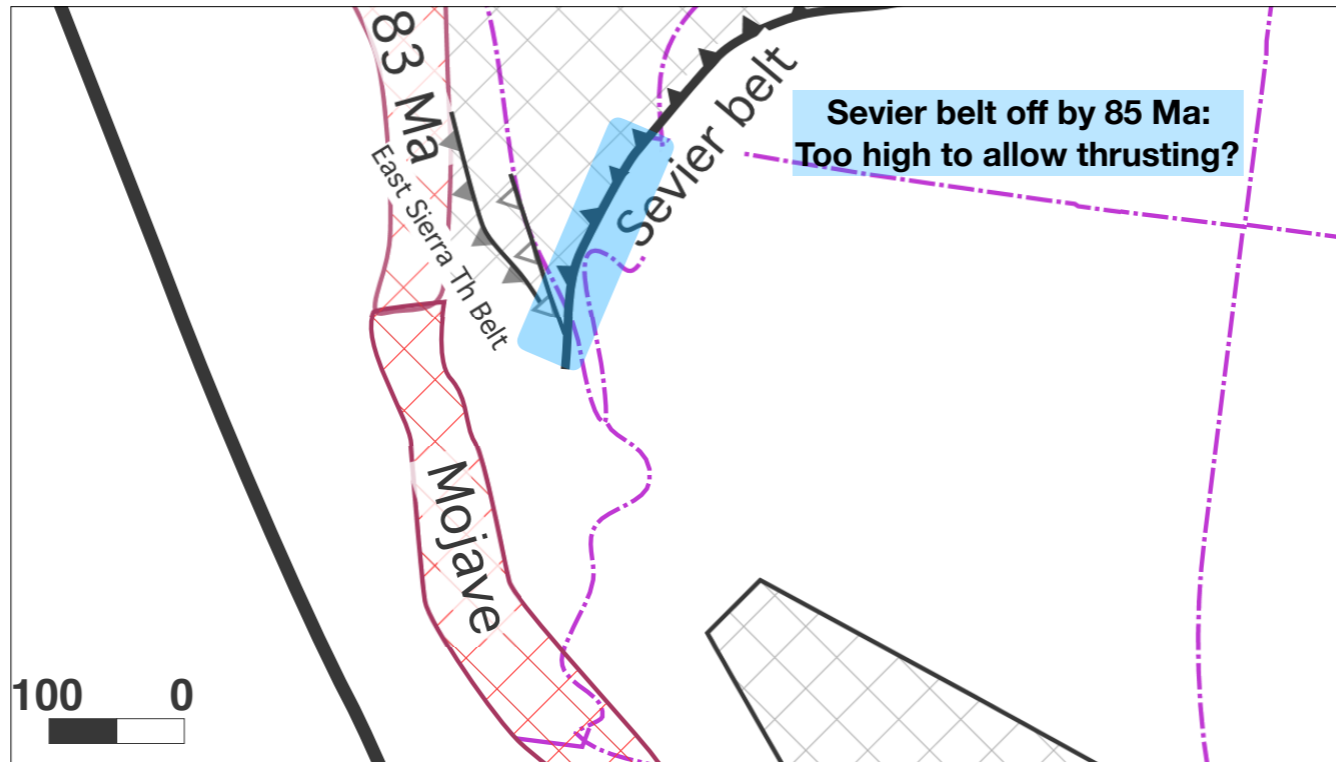 83 Ma
Sevier belt
Sevier belt off by 85 Ma:
Too high to allow thrusting?
East Sierra Th Belt
Mojave
100 0